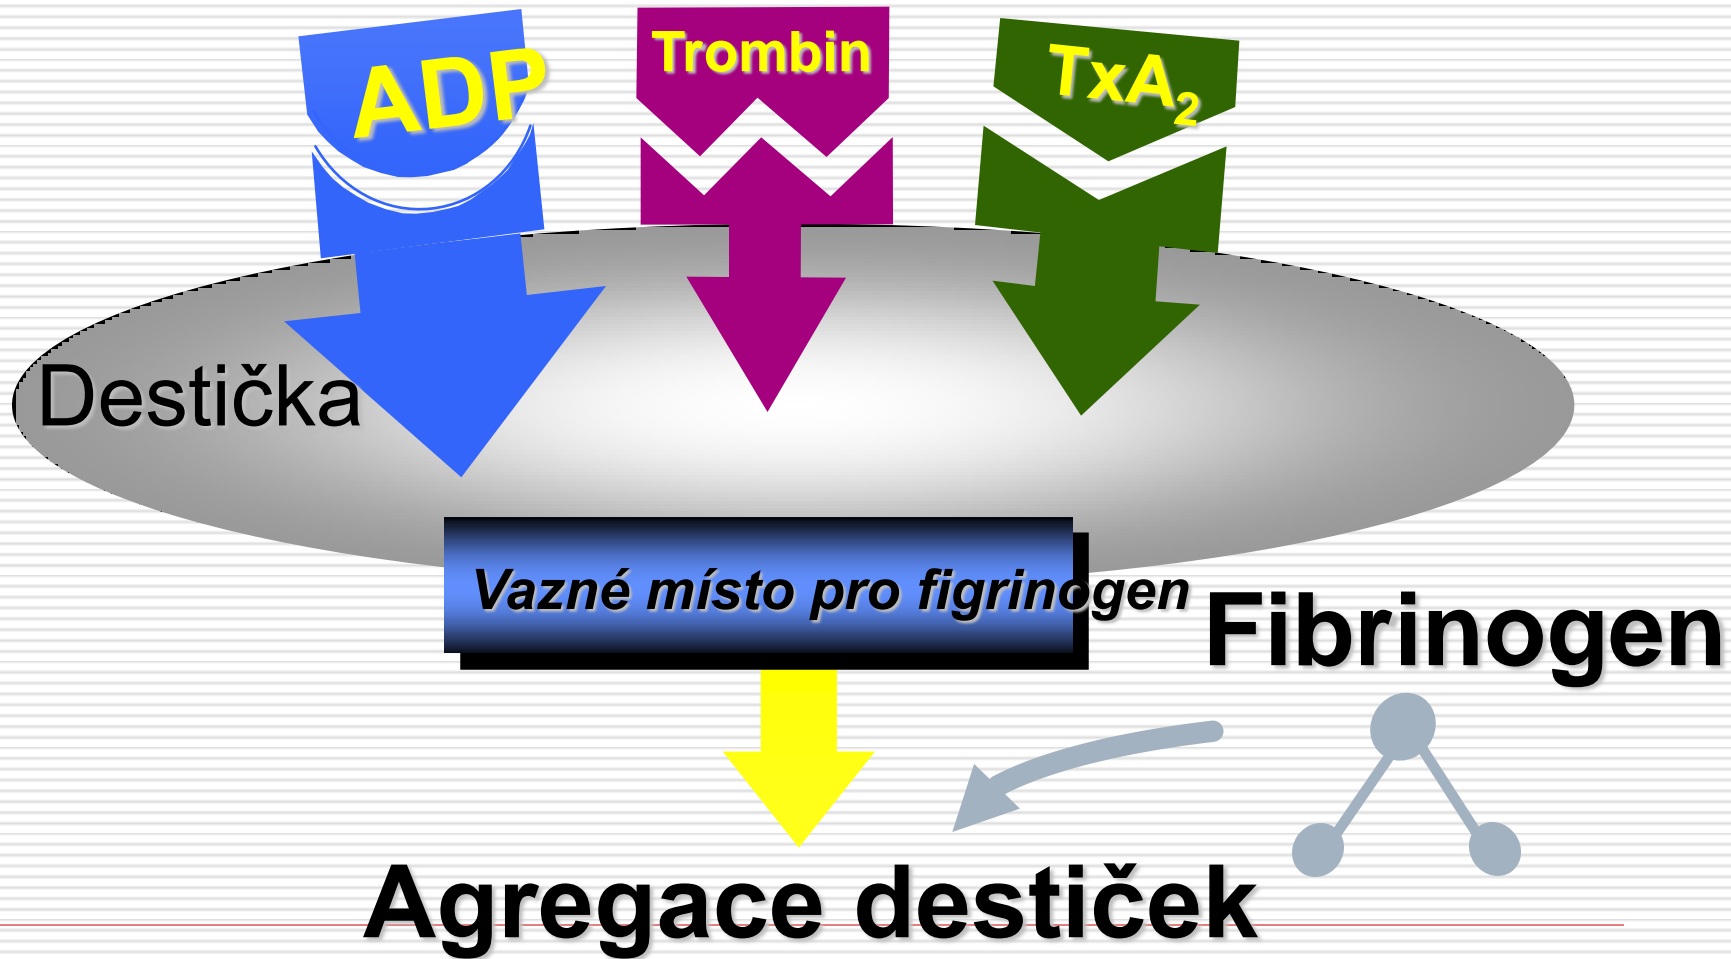 ADP
Trombin
TxA₂
Destička
Vazné místo pro figrinogen
Fibrinogen
Agregace destiček